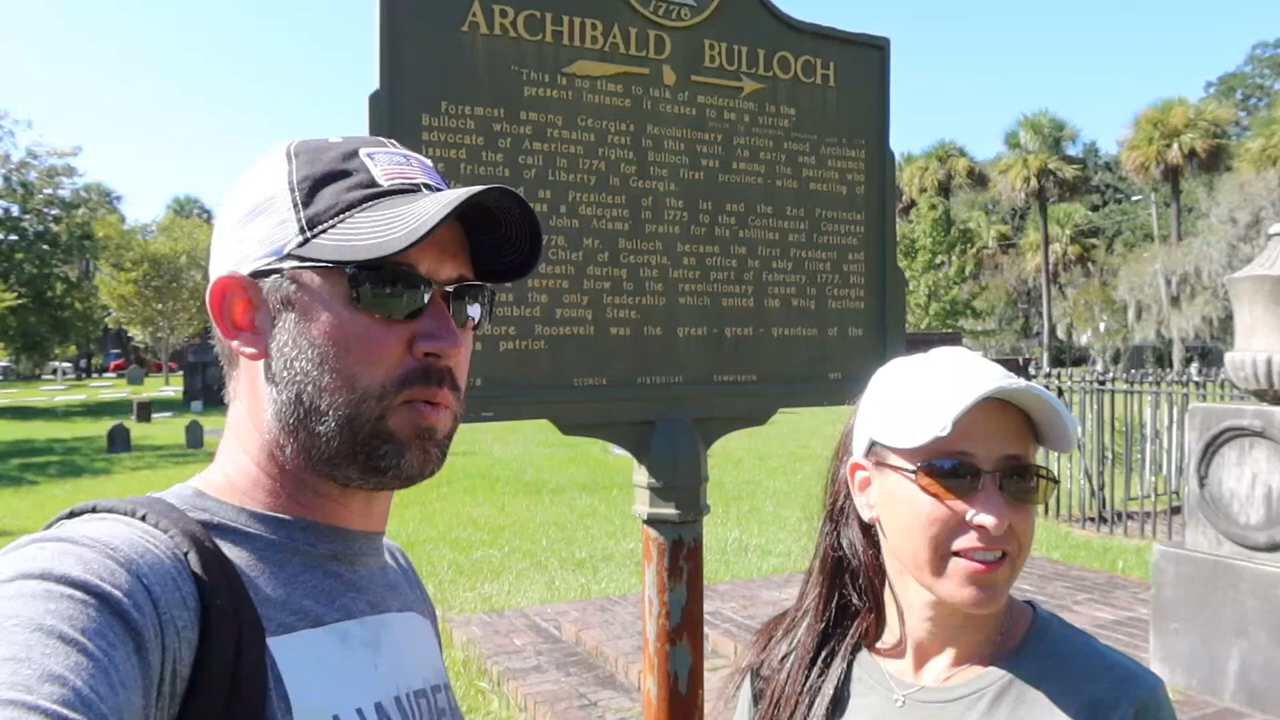 1776
ARCHIBALD BULLOCH
"This is no time to talk of moderation; in the
present instance it ceases to be a virtue."
Foremost among Georgia's Revolutionary patriots stood Archibald
Bulloch whose remains rest in this vault. An early and staunch
advocate of American rights, Bulloch was among the patriots who
issued the call in 1774 for the first province-wide meeting of
friends of Liberty in Georgia.
as President of the 1st and the 2nd Provincial
was a delegate in 1775 to the Continental Congress
John Adams' praise for his "abilities and fortitude."
776, Mr. Bulloch became the first President and
Chief of Georgia, an office he ably filled until
death during the latter part of February, 1777. His
severe blow to the revolutionary cause in Georgia
was the only leadership which united the Whig factions
roubled young State.
dore Roosevelt was the great-great-grandson of the
patriot.
GEORGIA HISTORICAL COMMISSION